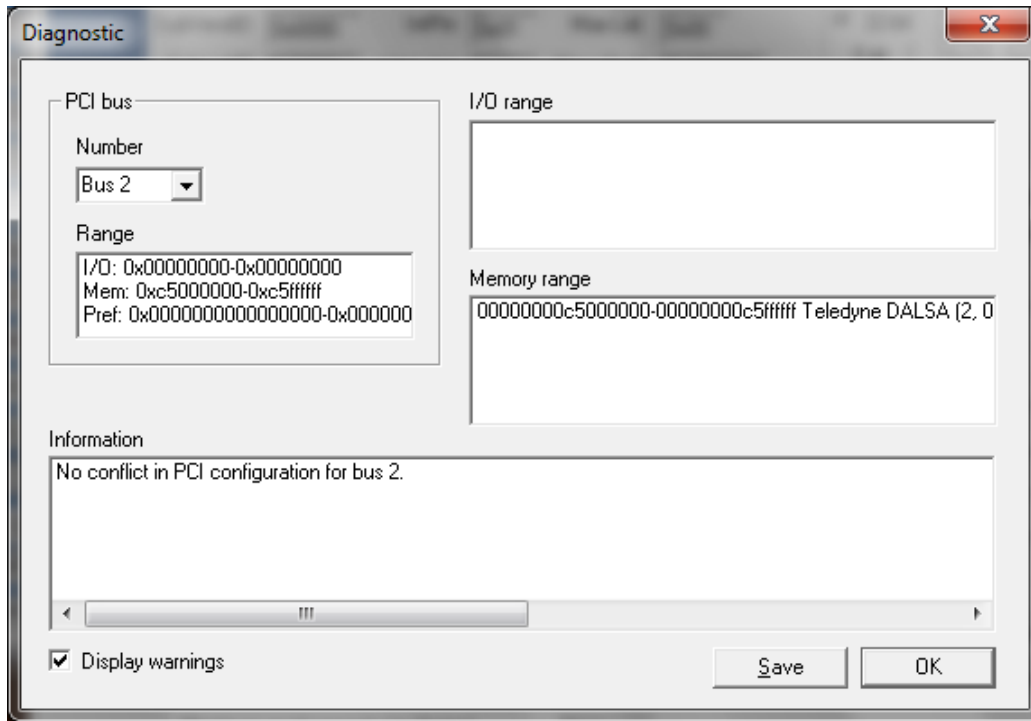 Diagnostic
PCI bus
Number
Bus 2
Range
I/O: 0x00000000-0x00000000
Mem: 0xc5000000-0xc5ffffff
Pref: 0x0000000000000000-0x000000
I/O range
Memory range
00000000c5000000-00000000c5ffffff Teledyne DALSA (2, 0
Information
No conflict in PCI configuration for bus 2.
Display warnings
Save
OK